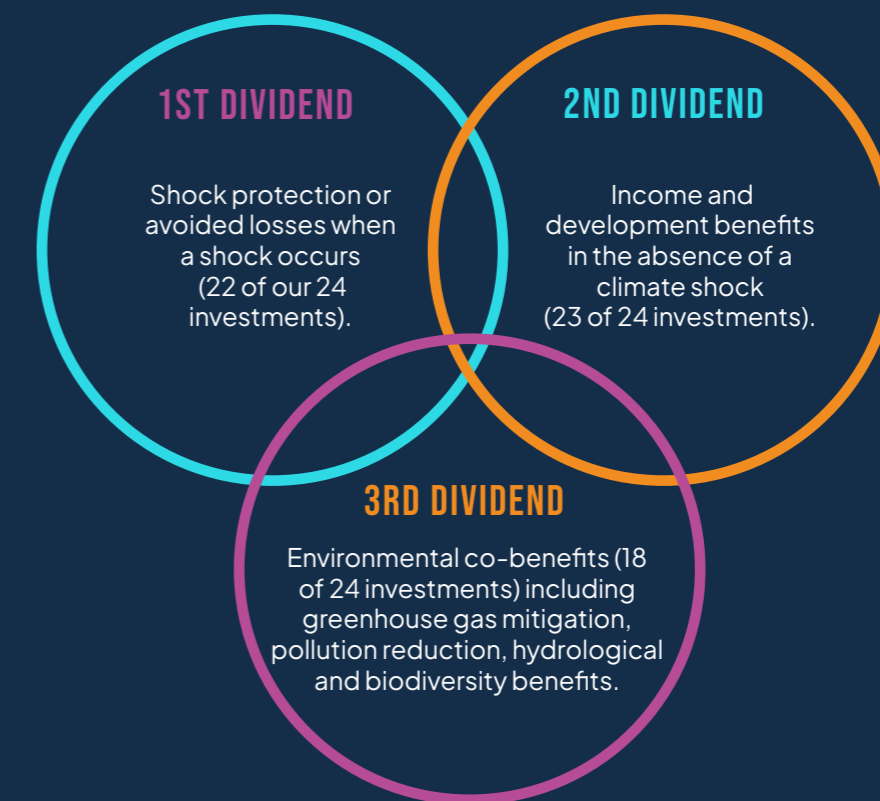 1ST DIVIDEND
Shock protection or
avoided losses when
a shock occurs
(22 of our 24
investments).
2ND DIVIDEND
Income and
development benefits
in the absence of a
climate shock
(23 of 24 investments).
3RD DIVIDEND
Environmental co-benefits (18
of 24 investments) including
greenhouse gas mitigation,
pollution reduction, hydrological
and biodiversity benefits.